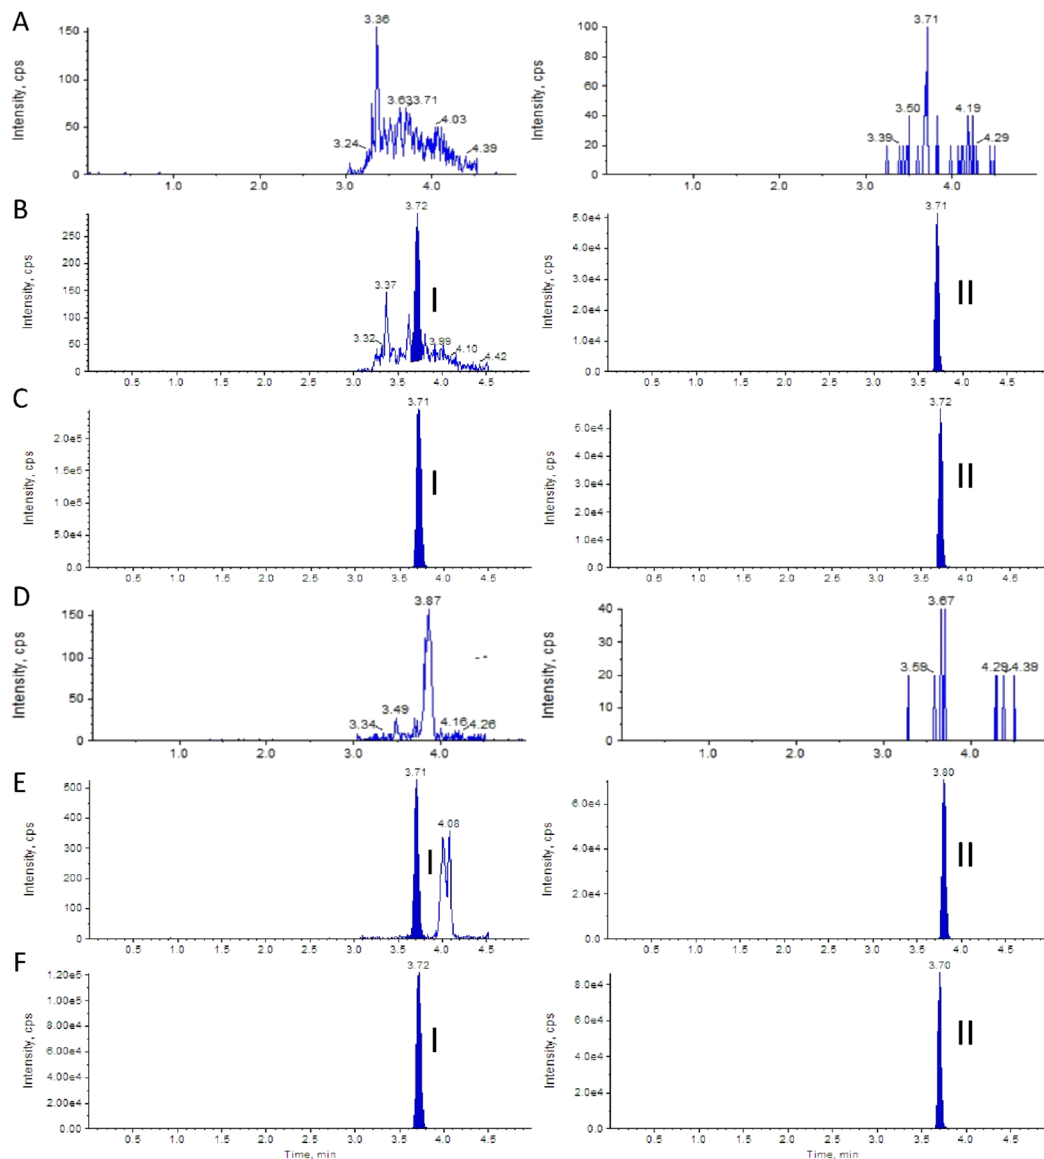 A
Intensity, cps
150
100
50
0
3.36
3.24
3.63
3.71
4.03
4.39
1.0 2.0 3.0 4.0
Intensity, cps
100
80
60
40
20
0
3.71
3.50
3.39
4.19
4.29
1.0 2.0 3.0 4.0
B
Intensity, cps
250
200
150
100
50
0
3.72
3.37
3.32
3.99
4.10
4.42
I
0.5 1.0 1.5 2.0 2.5 3.0 3.5 4.0 4.5
Intensity, cps
5.0e4
4.0e4
3.0e4
2.0e4
1.0e4
0.0
3.71
II
0.5 1.0 1.5 2.0 2.5 3.0 3.5 4.0 4.5
C
Intensity, cps
2.0e5
1.5e5
1.0e5
5.0e4
0.0
3.71
I
0.5 1.0 1.5 2.0 2.5 3.0 3.5 4.0 4.5
Intensity, cps
5.0e4
4.0e4
3.0e4
2.0e4
1.0e4
0.0
3.72
II
0.5 1.0 1.5 2.0 2.5 3.0 3.5 4.0 4.5
D
Intensity, cps
150
100
50
0
3.87
3.34
3.49
4.16
4.26
1.0 2.0 3.0 4.0
Intensity, cps
40
30
20
10
0
3.67
3.59
4.29
4.39
1.0 2.0 3.0 4.0
E
Intensity, cps
500
400
300
200
100
0
3.71
4.08
I
0.5 1.0 1.5 2.0 2.5 3.0 3.5 4.0 4.5
Intensity, cps
6.0e4
4.0e4
2.0e4
0.0
3.80
II
0.5 1.0 1.5 2.0 2.5 3.0 3.5 4.0 4.5
F
Intensity, cps
1.20e5
1.00e5
8.00e4
6.00e4
4.00e4
2.00e4
0.00
3.72
I
0.5 1.0 1.5 2.0 2.5 3.0 3.5 4.0 4.5
Time, min
Intensity, cps
8.0e4
6.0e4
4.0e4
2.0e4
0.0
3.70
II
0.5 1.0 1.5 2.0 2.5 3.0 3.5 4.0 4.5
Time, min